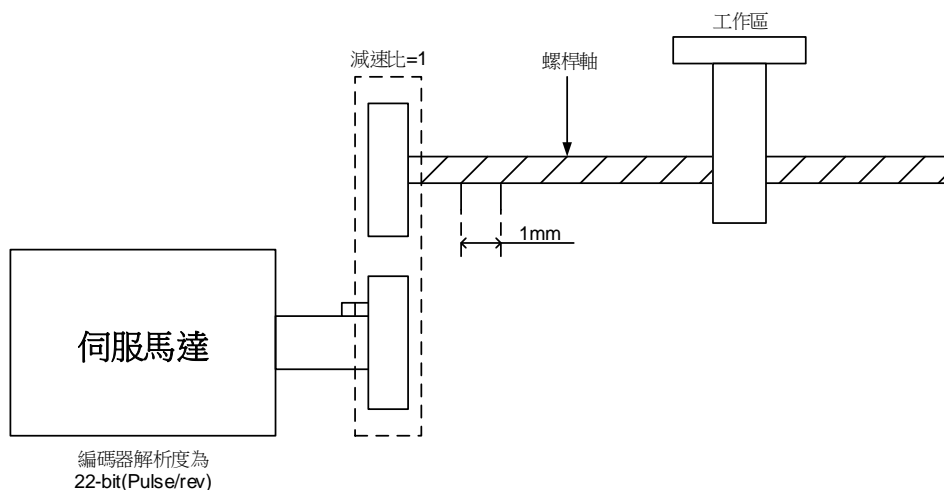 工作區
減速比=1
螺桿軸
1mm
伺服馬達
編碼器解析度為
22-bit(Pulse/rev)